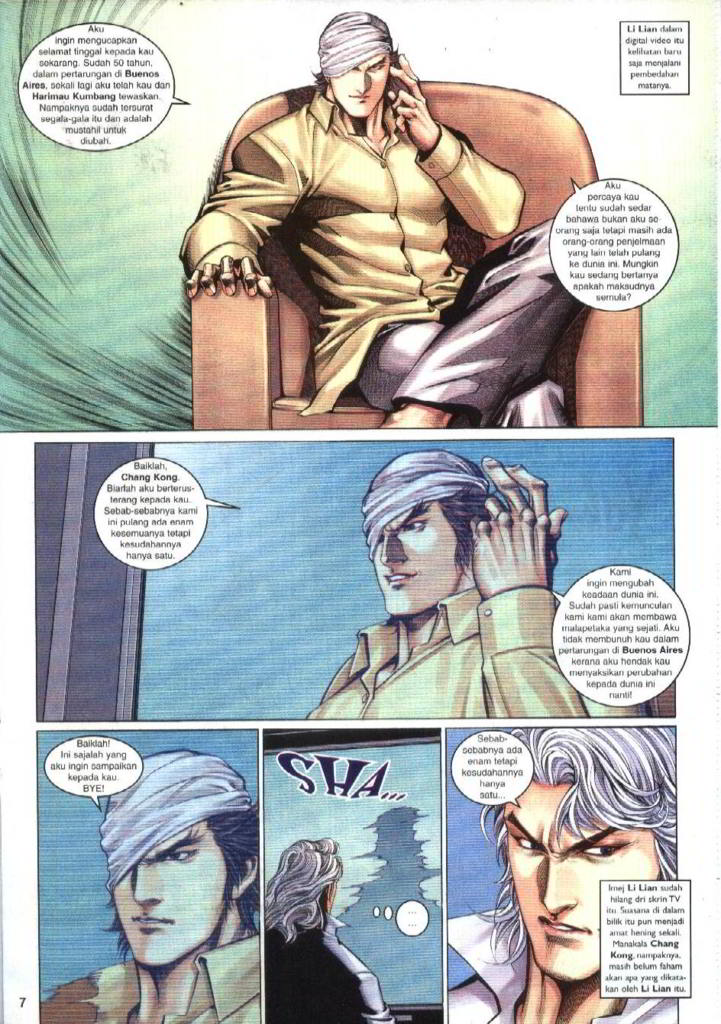 Aku
ingin mengucapkan
selamat tinggal kepada kau
sekarang. Sudah 50 tahun,
dalam pertarungan di Buenos
Aires, sekali lagi aku telah kau dan
Harimau Kumbang tewaskan.
Nampaknya sudah tersurat
segala-gala itu dan adalah
mustahil untuk
diubah.
Li Lian dalam
digital video itu
kelihatan baru
saja menjalani
pembedahan
matanya.
Aku
percaya kau
tentu sudah sedar
bahawa bukan aku se-
orang saja tetapi masih ada
orang-orang penjelmaan
yang lain telah pulang
ke dunia ini. Mungkin
kau sedang bertanya
apakah maksudnya
semula?
Baiklah,
Chang Kong.
Biarlah aku berterus-
terang kepada kau.
Sebab-sebabnya kami
ini pulang ada enam
kesemuanya tetapi
kesudahannya
hanya satu.
Kami
ingin mengubah
keadaan dunia ini.
Sudah pasti kemunculan
kami kami akan membawa
malapetaka yang sejati. Aku
tidak membunuh kau dalam
pertarungan di Buenos Aires
kerana aku hendak kau
menyaksikan perubahan
kepada dunia ini
nanti!
Baiklah!
Ini sajalah yang
aku ingin sampaikan
kepada kau.
BYE!
SHA...
...
...
Sebab-
sebabnya ada
enam tetapi
kesudahannya
hanya
satu...
Imej Li Lian sudah
hilang dri skrin TV
itu. Suasana di dalam
bilik itu pun menjadi
amat hening sekali.
Manakala Chang
Kong, nampaknya,
masih belum faham
akan apa yang dikata-
kan oleh Li Lian itu.
7